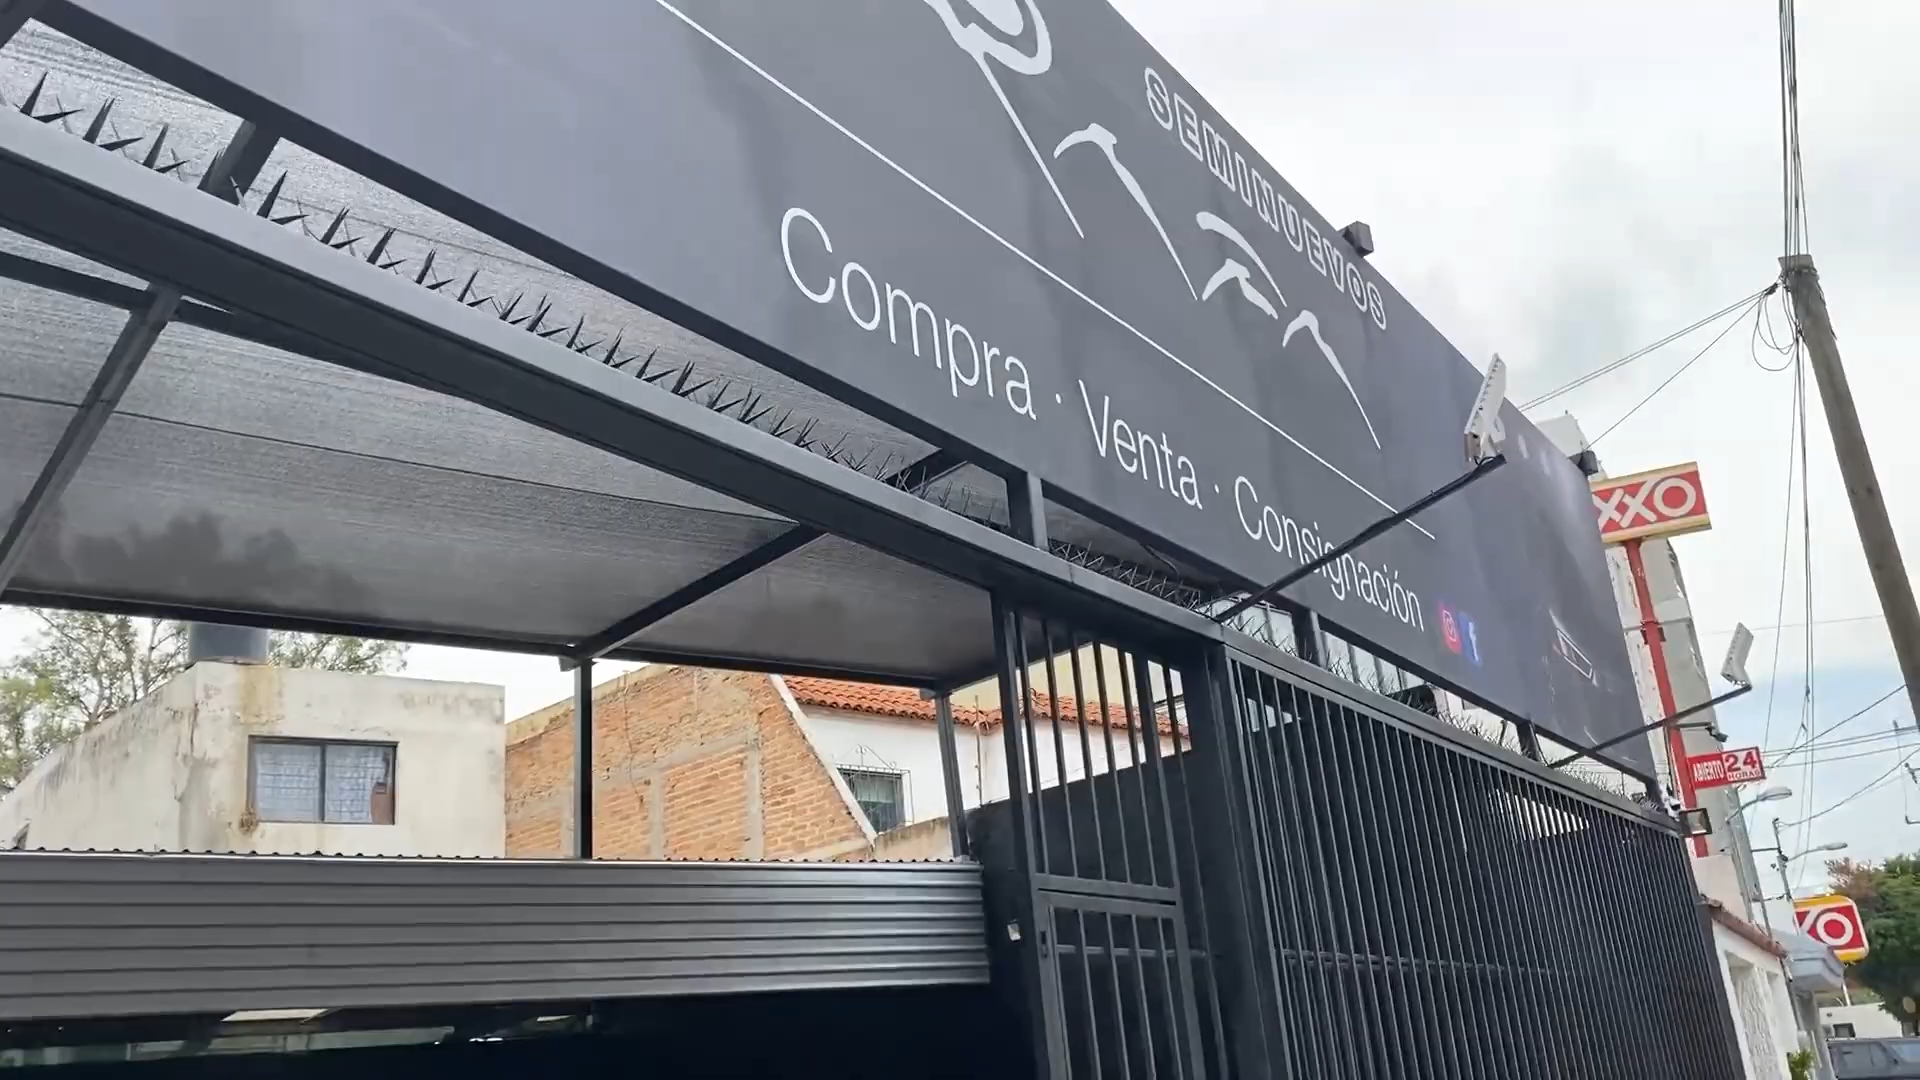 SEMINUEVOS
Compra · Venta · Consignación
XXO
ABIERTO 24
HORAS
XO